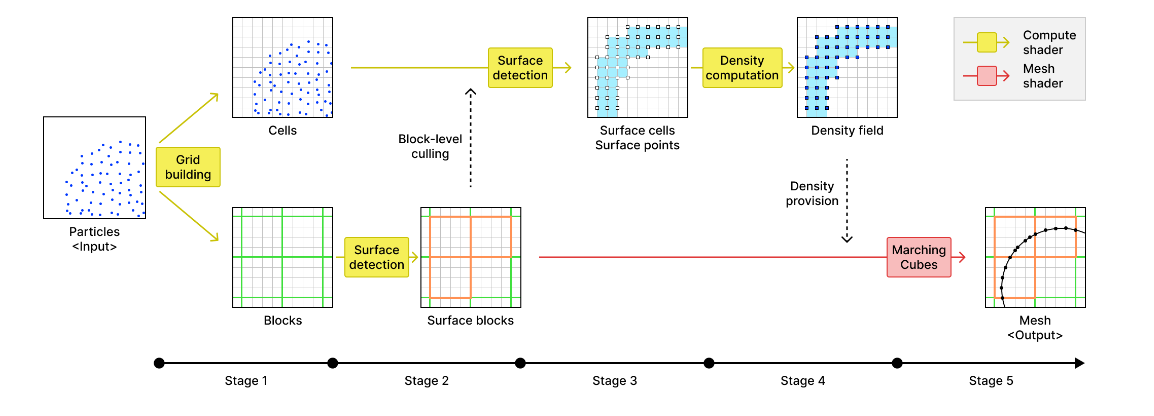 Surface
detection
Density
computation
Compute
shader
Mesh
shader
Cells
Block-level
culling
Surface cells
Surface points
Density field
Grid
building
Particles
<Input>
Density
provision
Surface
detection
Marching
Cubes
Blocks
Surface blocks
Mesh
<Output>
Stage 1
Stage 2
Stage 3
Stage 4
Stage 5